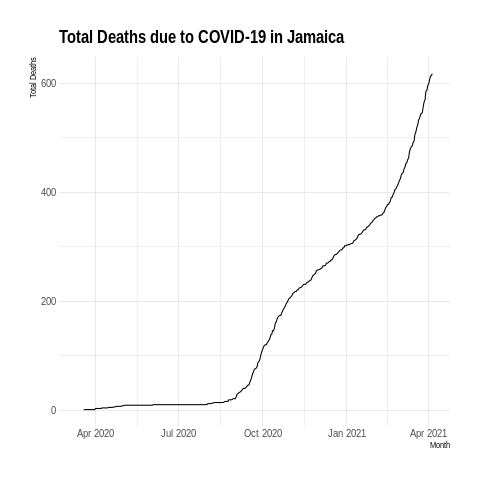 Total Deaths due to COVID-19 in Jamaica
Total Deaths
600
400
200
0
Apr 2020 Jul 2020 Oct 2020 Jan 2021 Apr 2021
Month